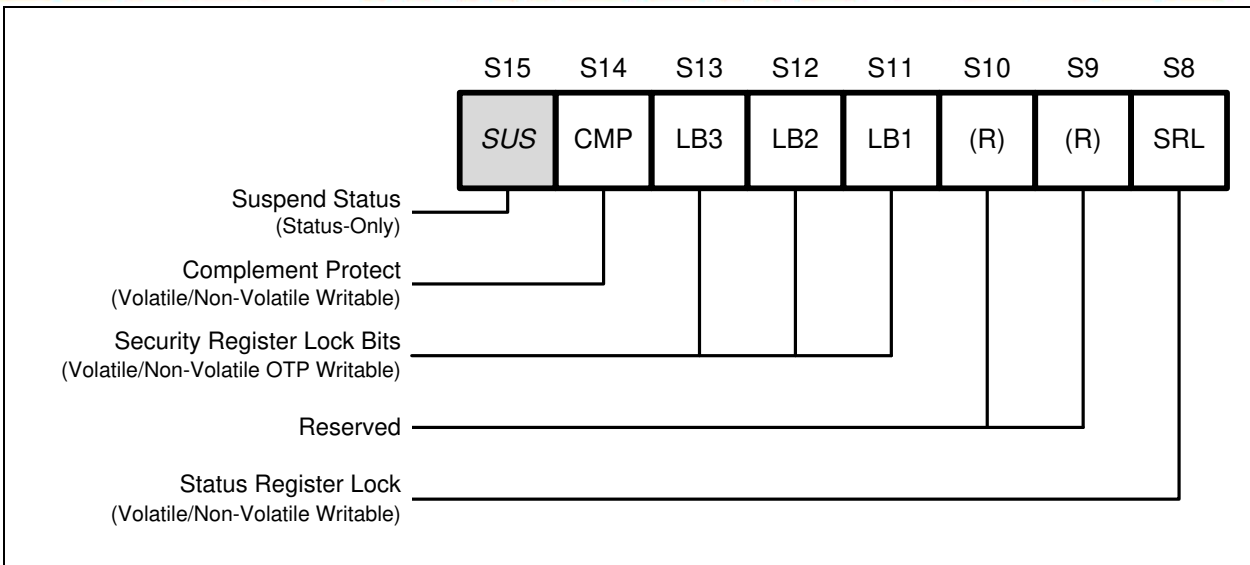 S15 S14 S13 S12 S11 S10 S9 S8
SUS CMP LB3 LB2 LB1 (R) (R) SRL
Suspend Status
(Status-Only)
Complement Protect
(Volatile/Non-Volatile Writable)
Security Register Lock Bits
(Volatile/Non-Volatile OTP Writable)
Reserved
Status Register Lock
(Volatile/Non-Volatile Writable)